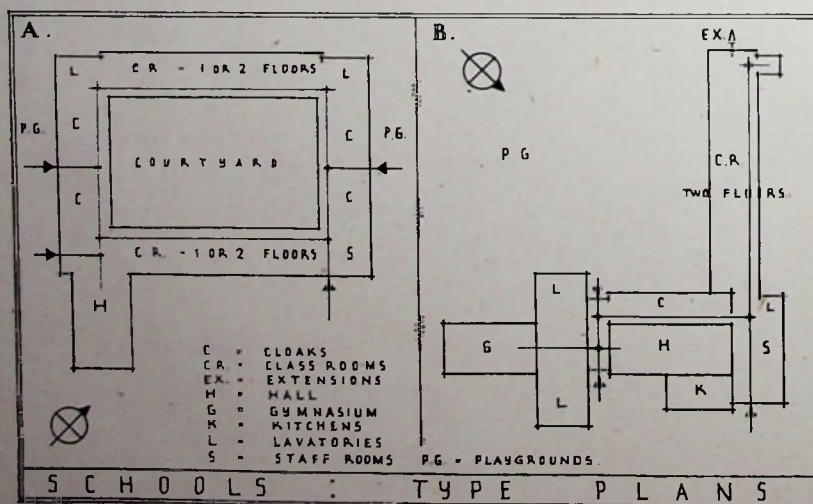 A.
L
C R - 1 OR 2 FLOORS
L
P.G.
C
C
P.G.
COURTYARD
C
C
C R. - 1 OR 2 FLOORS
S
H
B.
EX.
P G
C.R
TWO FLOORS
L
C
L
G
H
S
K
L
C = CLOAKS
C R = CLASS ROOMS
EX. = EXTENSIONS
H = HALL
G = GYMNASIUM
K = KITCHENS
L = LAVATORIES
S = STAFF ROOMS P.G = PLAYGROUNDS.
SCHOOLS : TYPE PLANS